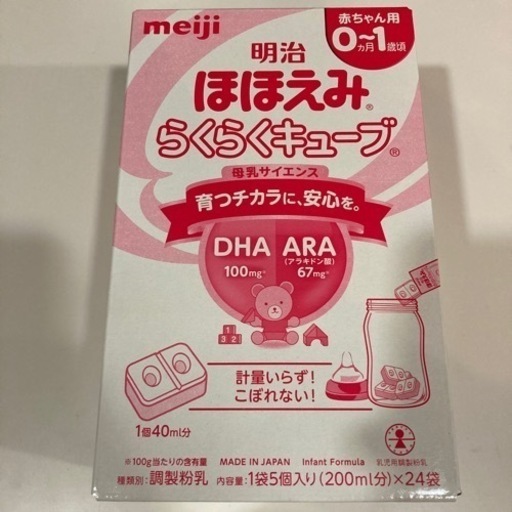 meiji
赤ちゃん用
0ヵ月~1歳頃
明治
ほほえみ®
らくらくキューブ®
母乳サイエンス
育つチカラに、安心を。
DHA ARA
(アラキドン酸)
100mg* 67mg*
1
3 2
計量いらず!
こぼれない!
1個40ml分
※100g当たりの含有量 MADE IN JAPAN Infant Formula 乳児用調製粉乳
種類別:調製粉乳 内容量:1袋5個入り(200ml分)×24袋